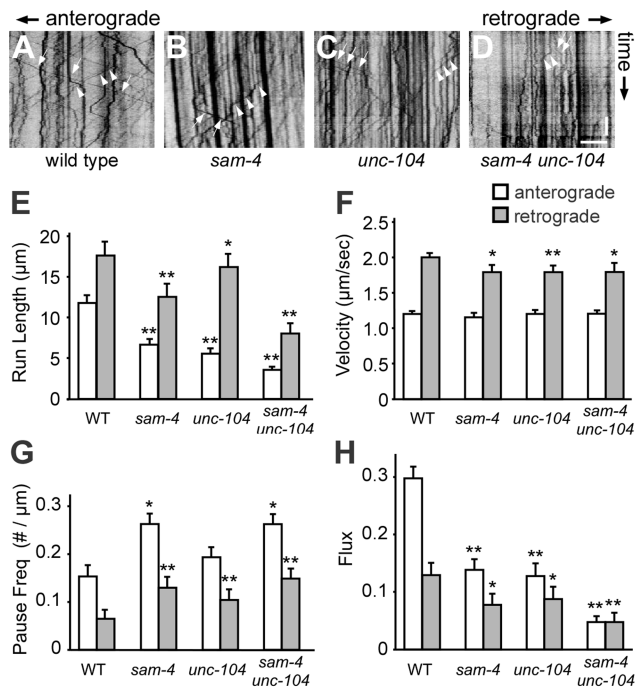 anterograde retrograde
A B C D
time
wild type sam-4 unc-104 sam-4 unc-104
E F
anterograde
retrograde
Run Length (µm)
20
15
10
5
0
** * ** ** ** ** **
WT sam-4 unc-104 sam-4 unc-104
Velocity (µm/sec)
2.5
2.0
1.5
1.0
0
* ** *
WT sam-4 unc-104 sam-4 unc-104
G H
Pause Freq (# / µm)
0.3
0.2
0.1
0
* ** ** * **
WT sam-4 unc-104 sam-4 unc-104
Flux
0.3
0.2
0.1
0
** * ** * ** **
WT sam-4 unc-104 sam-4 unc-104